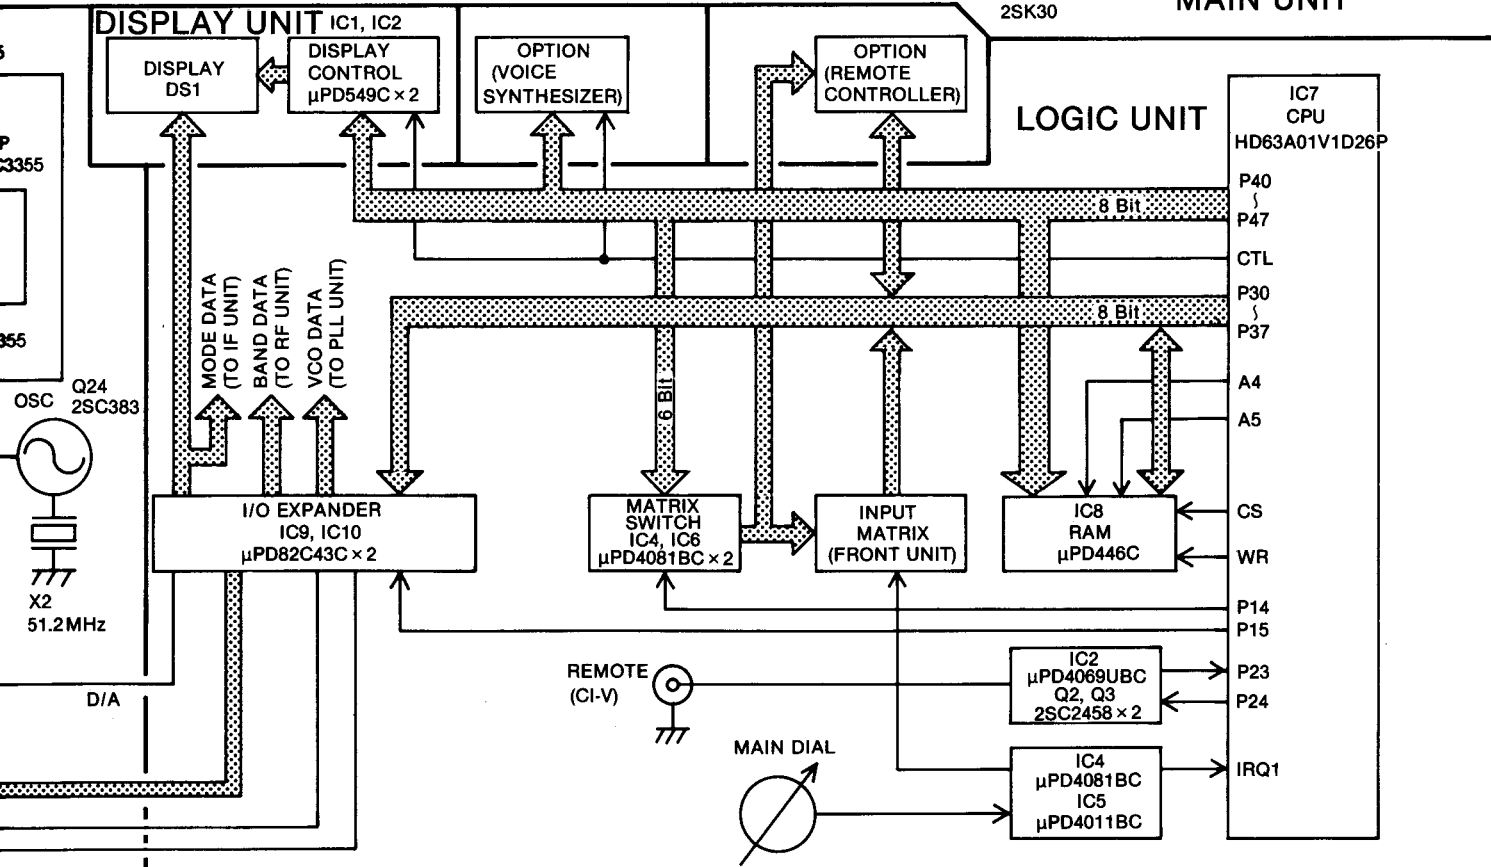 2SK30
MAIN UNIT
DISPLAY UNIT IC1, IC2
DISPLAY
DS1
DISPLAY
CONTROL
μPD549C×2
OPTION
(VOICE
SYNTHESIZER)
OPTION
(REMOTE
CONTROLLER)
LOGIC UNIT
IC7
CPU
HD63A01V1D26P
P40
P47
CTL
P30
P37
A4
A5
CS
WR
P14
P15
P23
P24
IRQ1
8 Bit
8 Bit
6 Bit
MODE DATA
(TO IF UNIT)
BAND DATA
(TO RF UNIT)
VCO DATA
(TO PLL UNIT)
P
C3355
355
OSC
Q24
2SC383
X2
51.2MHz
I/O EXPANDER
IC9, IC10
μPD82C43C×2
MATRIX
SWITCH
IC4, IC6
μPD4081BC×2
INPUT
MATRIX
(FRONT UNIT)
IC8
RAM
μPD446C
D/A
REMOTE
(CI-V)
IC2
μPD4069UBC
Q2, Q3
2SC2458×2
MAIN DIAL
IC4
μPD4081BC
IC5
μPD4011BC